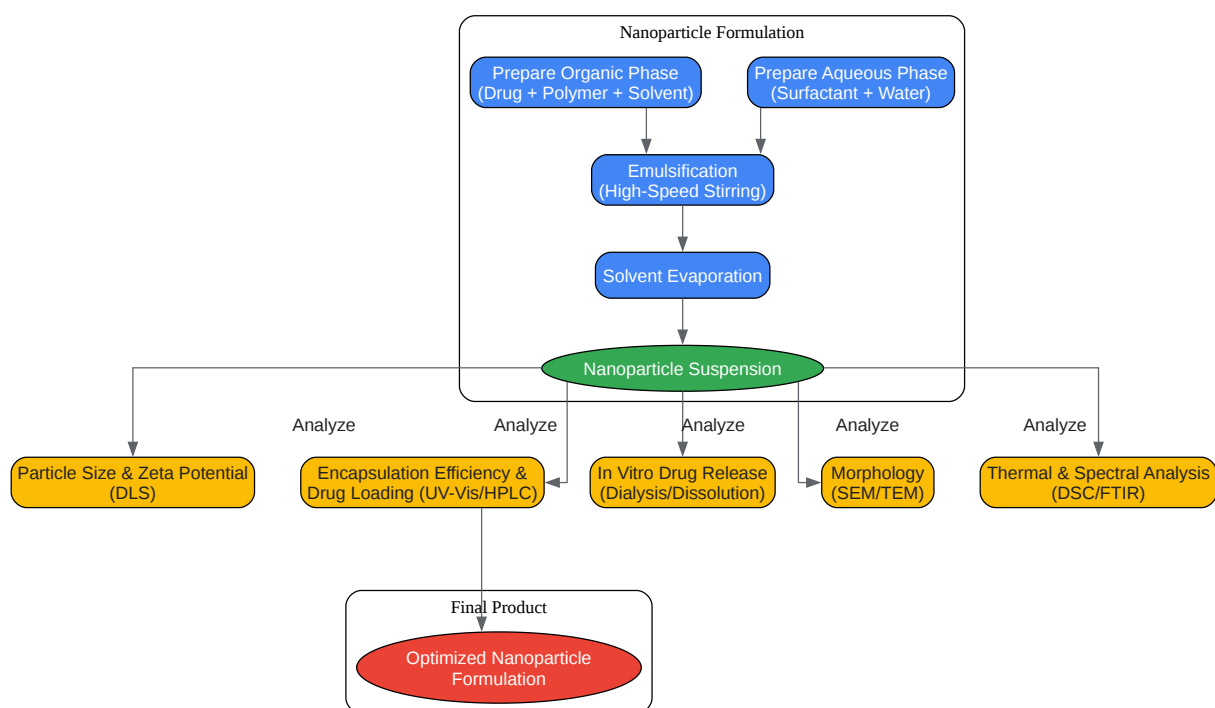 Nanoparticle Formulation
Prepare Organic Phase
(Drug + Polymer + Solvent)
Prepare Aqueous Phase
(Surfactant + Water)
Emulsification
(High-Speed Stirring)
Solvent Evaporation
Nanoparticle Suspension
Analyze
Analyze
Analyze
Analyze
Analyze
Particle Size & Zeta Potential
(DLS)
Encapsulation Efficiency &
Drug Loading (UV-Vis/HPLC)
In Vitro Drug Release
(Dialysis/Dissolution)
Morphology
(SEM/TEM)
Thermal & Spectral Analysis
(DSC/FTIR)
Final Product
Optimized Nanoparticle
Formulation